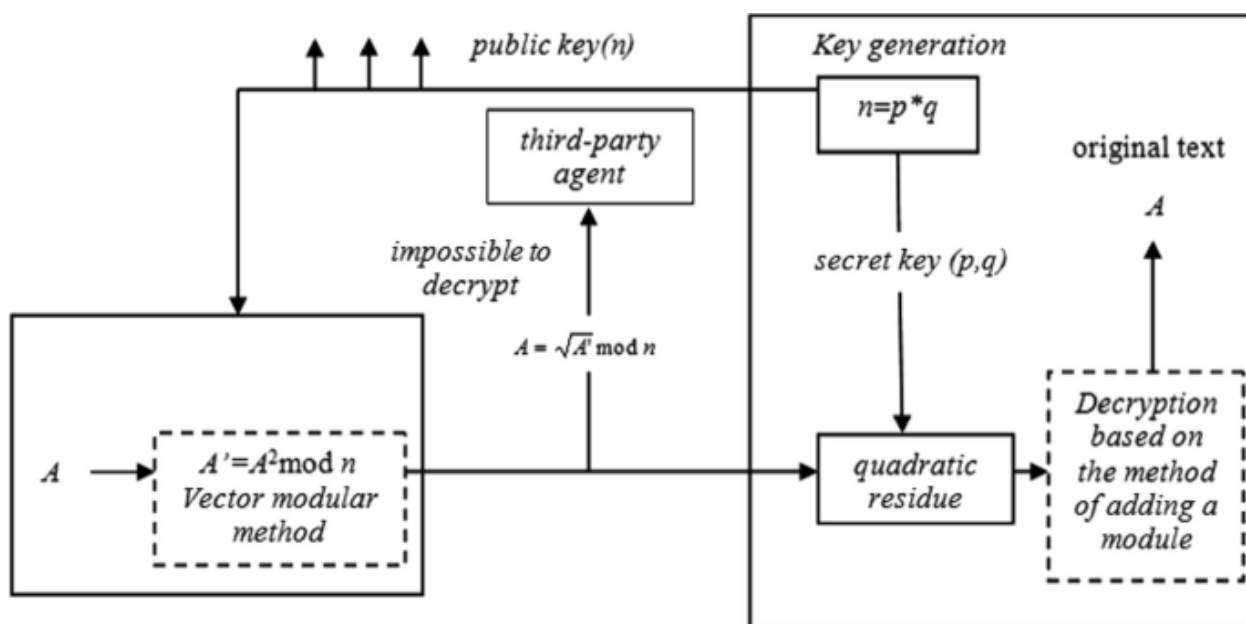 public key(n)
Key generation
n=p*q
third-party
agent
original text
A
impossible to
decrypt
secret key (p,q)
A = √A' mod n
A
A’=A²mod n
Vector modular
method
quadratic
residue
Decryption
based on
the method
of adding a
module